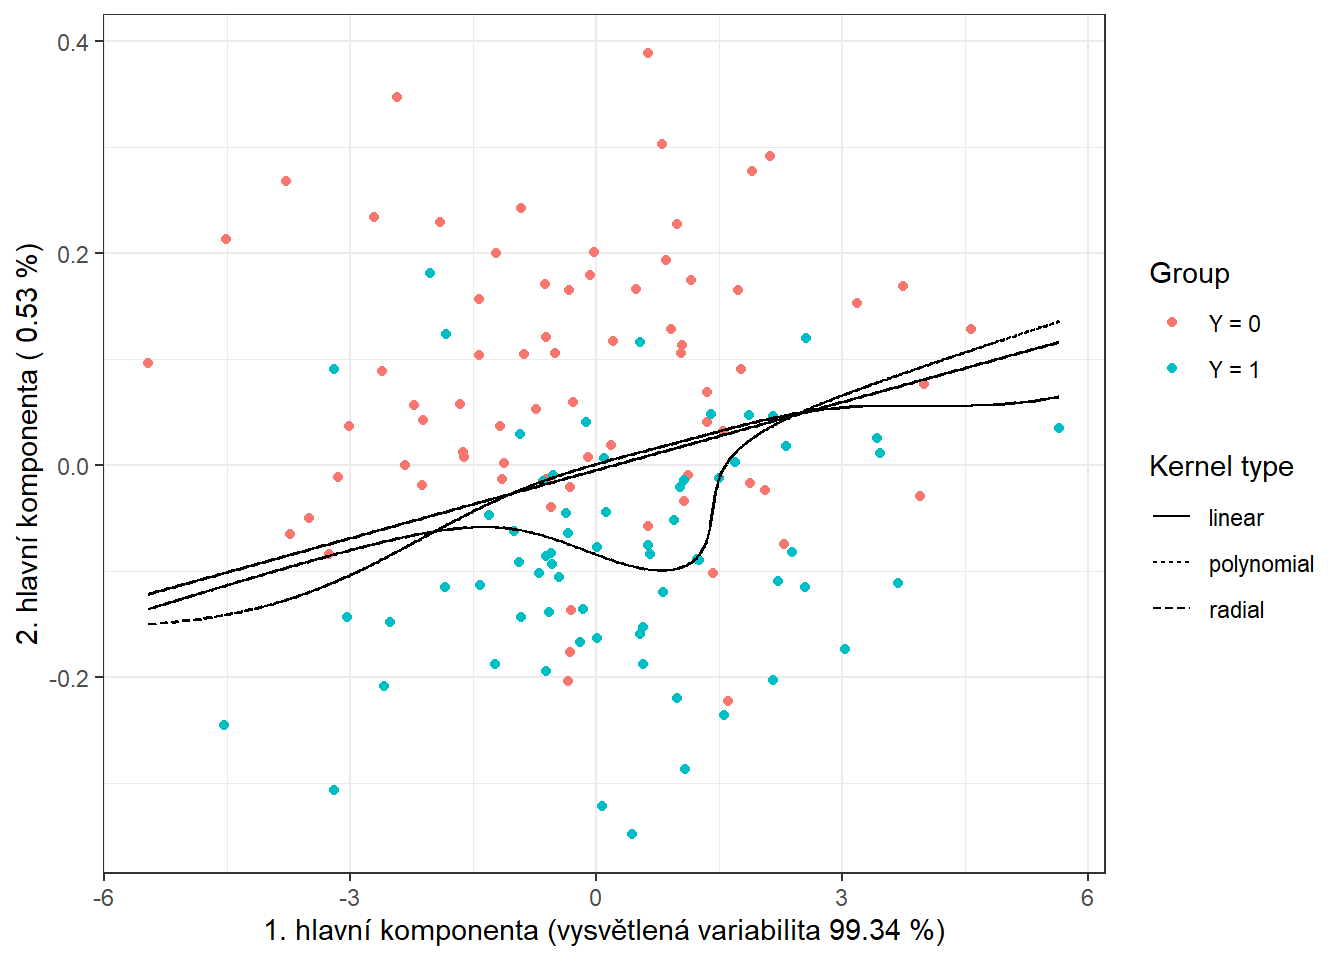 0.4
0.2
0.0
-0.2
-6
-3
0
3
6
1. hlavní komponenta (vysvětlená variabilita 99.34 %)
2. hlavní komponenta ( 0.53 %)
Group
Y = 0
Y = 1
Kernel type
linear
polynomial
radial